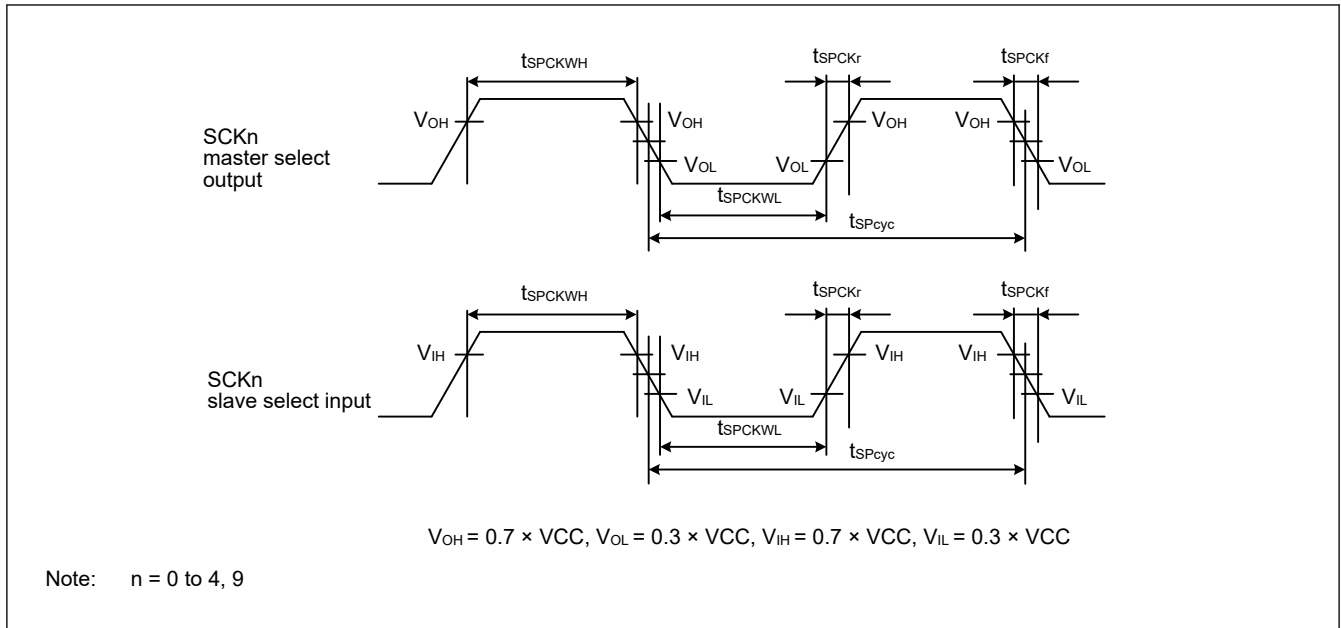 tSPCKWH
tSPCKr
tSPCKf
VOH
VOH
VOH
VOH
SCKn
master select
output
VOL
VOL
VOL
tSPCKWL
tSPcyc
tSPCKWH
tSPCKr
tSPCKf
VIH
VIH
VIH
VIH
SCKn
slave select input
VIL
VIL
VIL
tSPCKWL
tSPcyc
VOH = 0.7 × VCC, VOL = 0.3 × VCC, VIH = 0.7 × VCC, VIL = 0.3 × VCC
Note: n = 0 to 4, 9